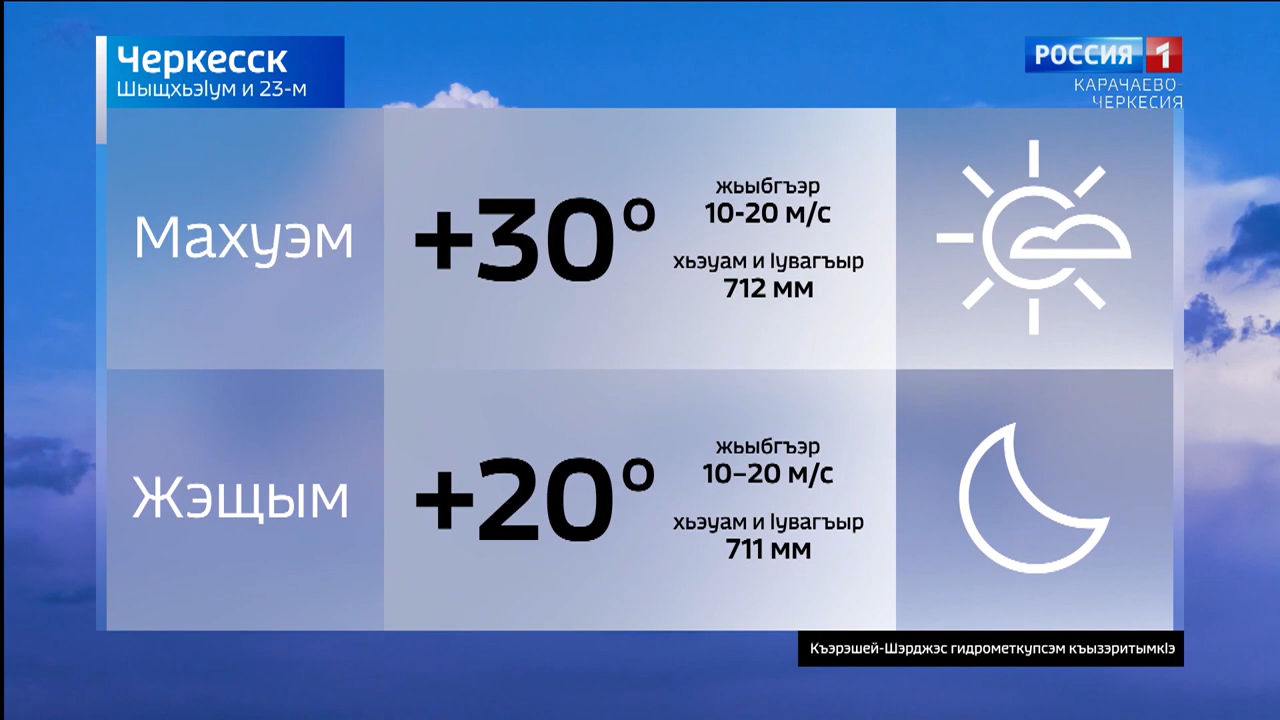 Черкесск
ШыщхьэӀум и 23-м
РОССИЯ 1
КАРАЧАЕВО-
ЧЕРКЕСИЯ
Махуэм
+30°
жьыбгъэр
10-20 м/с
хьэуам и Ӏувагъыр
712 мм
Жэщым
+20°
жьыбгъэр
10–20 м/с
хьэуам и Ӏувагъыр
711 мм
Къэрэшей-Шэрджэс гидрометкупсэм къызэритымкӀэ